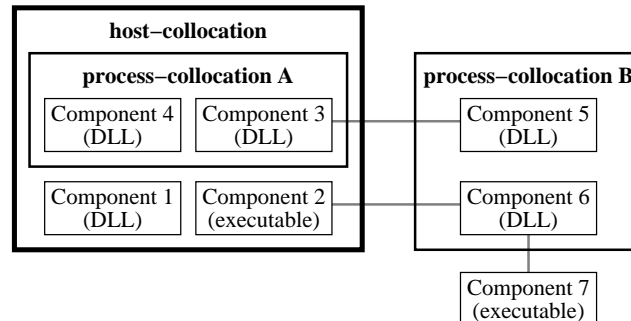 host−collocation
process−collocation A
process−collocation B
Component 4
(DLL)
Component 3
(DLL)
Component 5
(DLL)
Component 1
(DLL)
Component 2
(executable)
Component 6
(DLL)
Component 7
(executable)